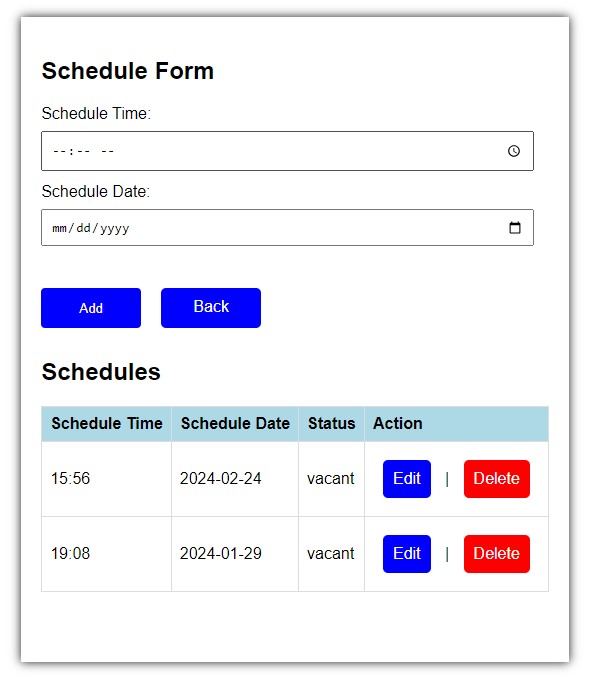 Schedule Form
Schedule Time:
--:-- --
Schedule Date:
mm/dd/yyyy
Add Back
Schedules
Schedule Time Schedule Date Status Action
15:56 2024-02-24 vacant Edit | Delete
19:08 2024-01-29 vacant Edit | Delete